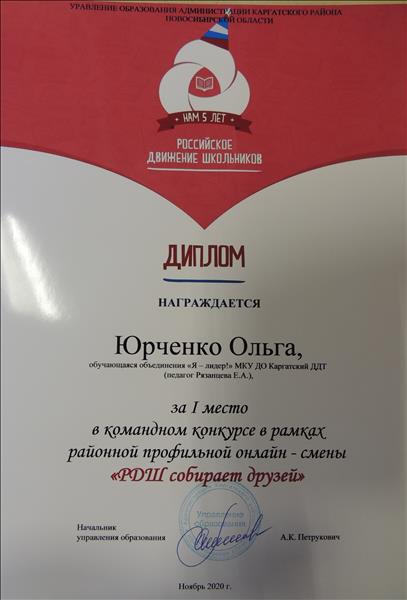 УРАВЛЕНИЕ ОБРАЗОВАНИЯ АДМИНИСТРАЦИИ КАРГАТСКОГО РАЙОНА
НОВОСИБИРСКОЙ ОБЛАСТИ
НАМ 5 ЛЕТ
РОССИЙСКОЕ
ДВИЖЕНИЕ ШКОЛЬНИКОВ
ДИПЛОМ
НАГРАЖДАЕТСЯ
Юрченко Ольга,
обучающаяся объединения «Я – лидер!» МКУ ДО Каргатский ДДТ
(педагог Рязанцева Е.А.),
за I место
в командном конкурсе в рамках
районной профильной онлайн - смены
«РДШ собирает друзей»
Управление
образования
Начальник
управления образования
А.К. Петрукович
Ноябрь 2020 г.